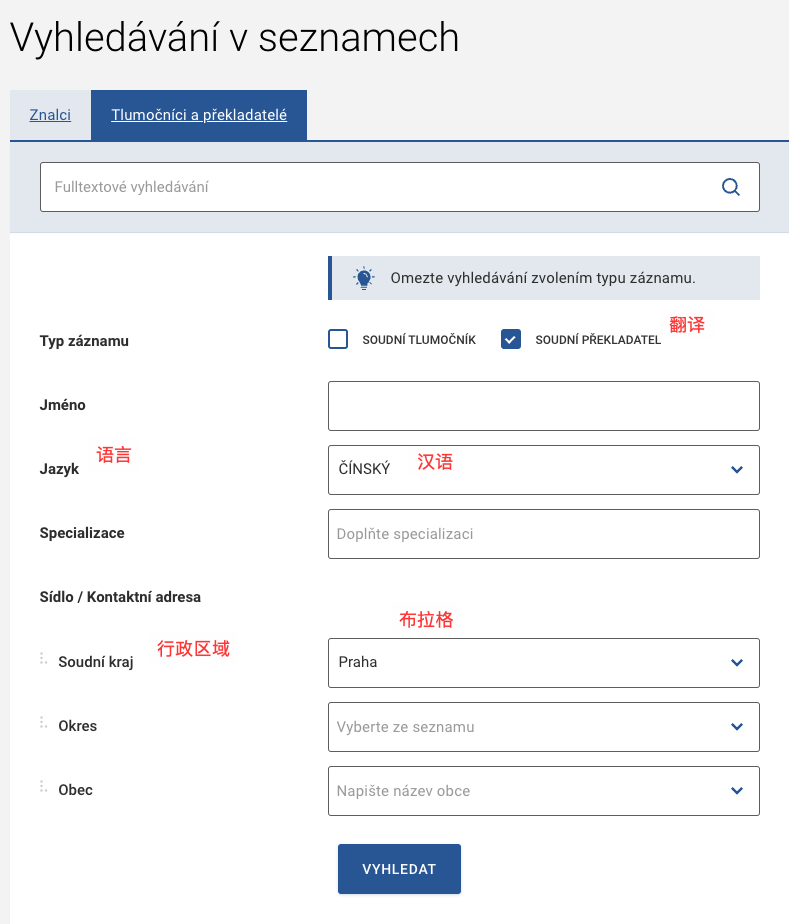 Vyhledávání v seznamech
Znalci
Tlumočníci a překladatelé
Fulltextové vyhledávání
Omezte vyhledávání zvolením typu záznamu.
Typ záznamu
SOUDNÍ TLUMOČNÍK
SOUDNÍ PŘEKLADATEL
翻译
Jméno
Jazyk
语言
ČÍNSKÝ
汉语
Specializace
Doplňte specializaci
Sídlo / Kontaktní adresa
布拉格
Soudní kraj
行政区域
Praha
Okres
Vyberte ze seznamu
Obec
Napište název obce
VYHLEDAT